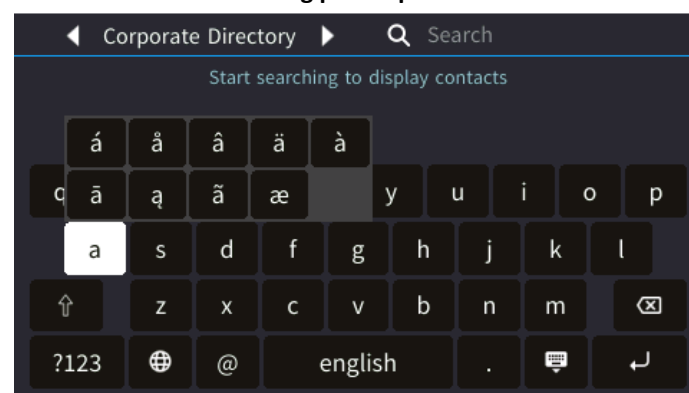 Corporate Directory Search
Start searching to display contacts
á å â ä à
q ā ą ã æ y u i o p
a s d f g h j k l
z x c v b n m
?123 @ english .